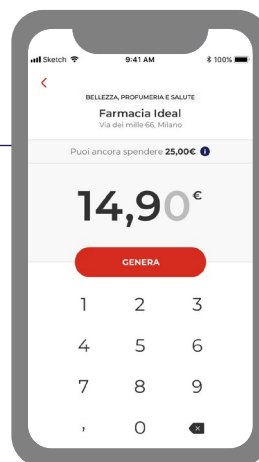 Sketch 9:41 AM 100%
BELLEZZA, PROFUMERIA E SALUTE
Farmacia Ideal
Via dei mille 66, Milano
Puoi ancora spendere 25,00€ i
14,90€
GENERA
1 2 3
4 5 6
7 8 9
, 0